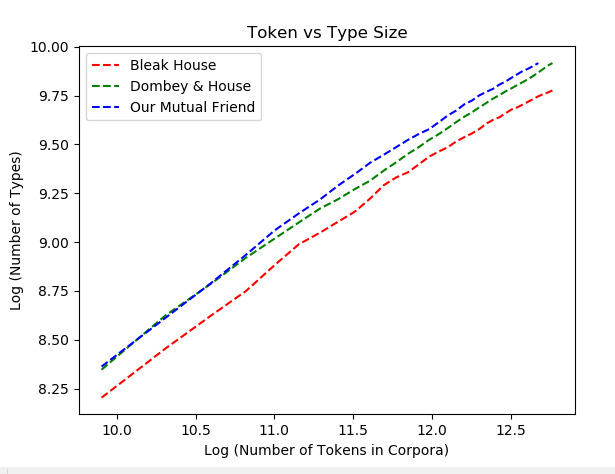 Token vs Type Size
Bleak House
Dombey & House
Our Mutual Friend
Log (Number of Types)
10.00
9.75
9.50
9.25
9.00
8.75
8.50
8.25
10.0 10.5 11.0 11.5 12.0 12.5
Log (Number of Tokens in Corpora)